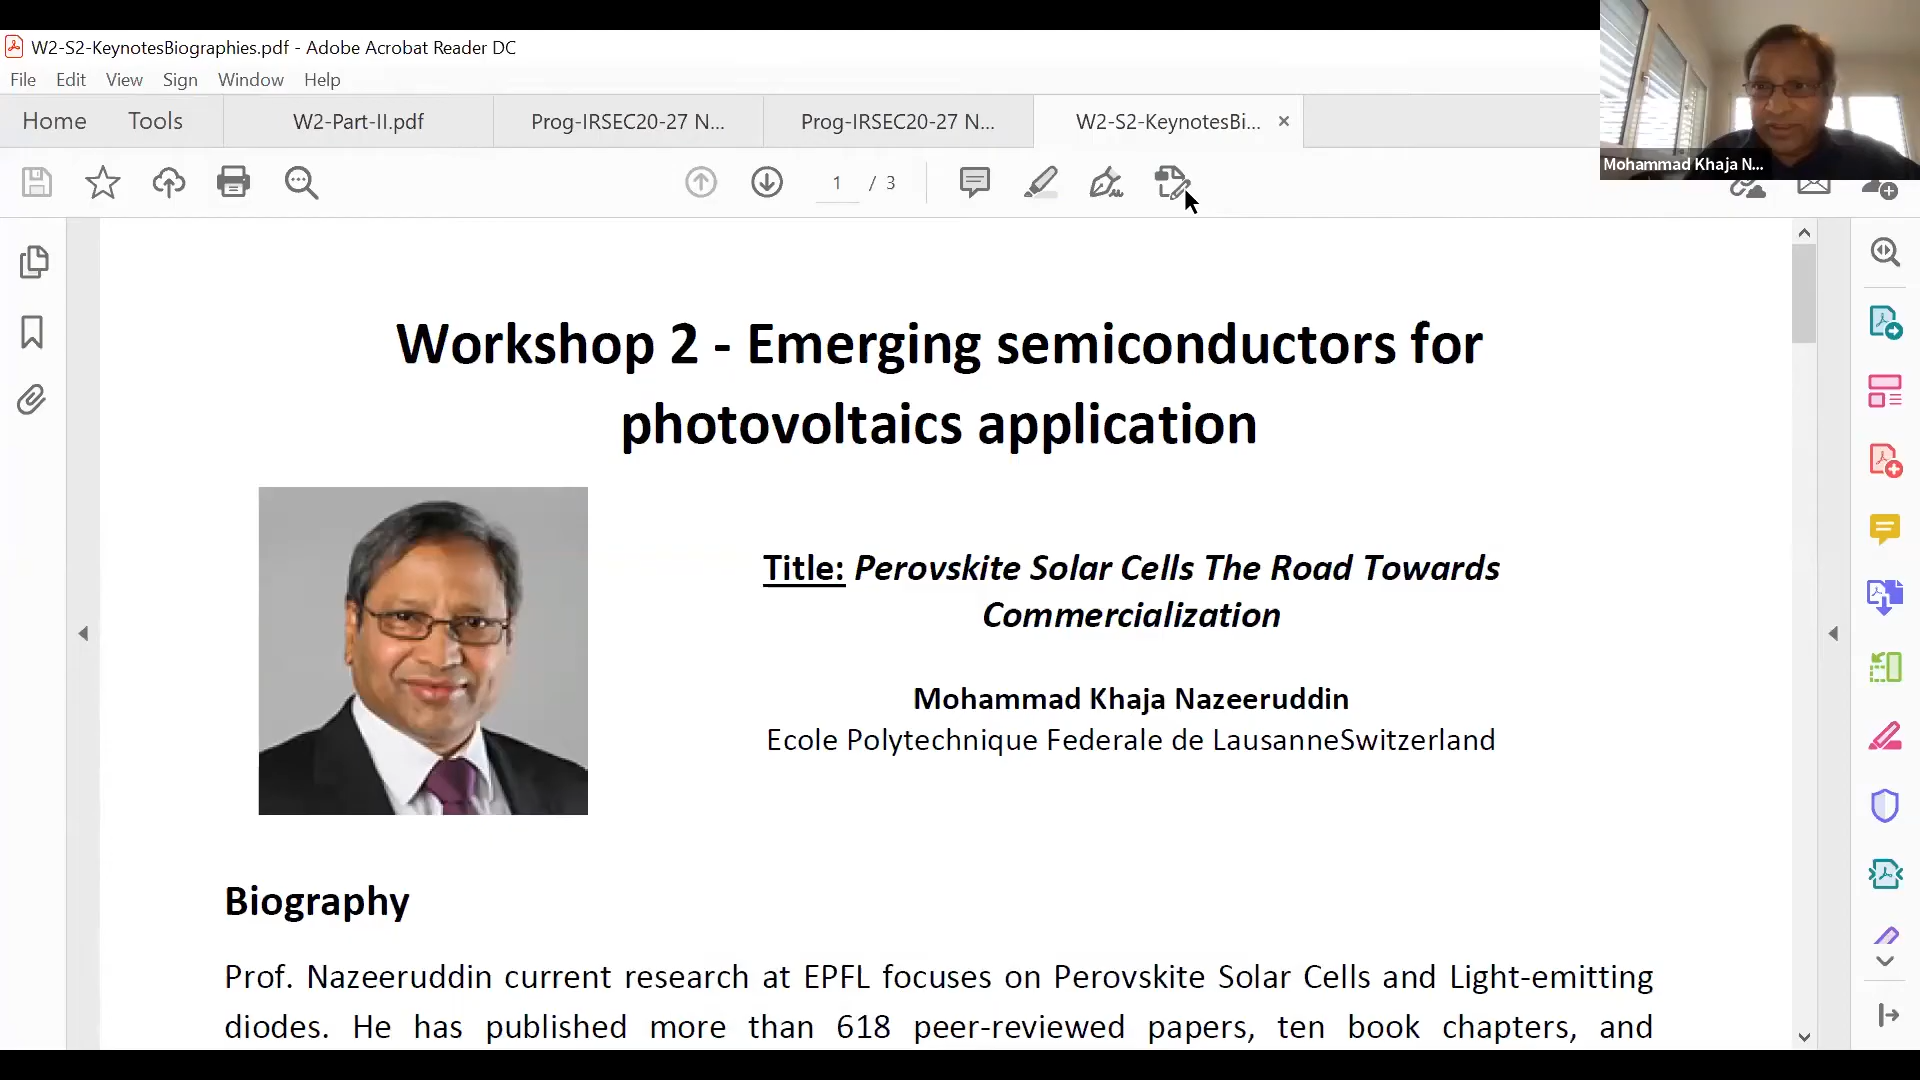 W2-S2-KeynotesBiographies.pdf - Adobe Acrobat Reader DC
File Edit View Sign Window Help
Home Tools W2-Part-II.pdf Prog-IRSEC20-27 N... Prog-IRSEC20-27 N... W2-S2-KeynotesBi... ×
Mohammad Khaja N...
1 / 3
Workshop 2 - Emerging semiconductors for
photovoltaics application
Title: Perovskite Solar Cells The Road Towards
Commercialization
Mohammad Khaja Nazeeruddin
Ecole Polytechnique Federale de LausanneSwitzerland
Biography
Prof. Nazeeruddin current research at EPFL focuses on Perovskite Solar Cells and Light-emitting
diodes. He has published more than 618 peer-reviewed papers, ten book chapters, and